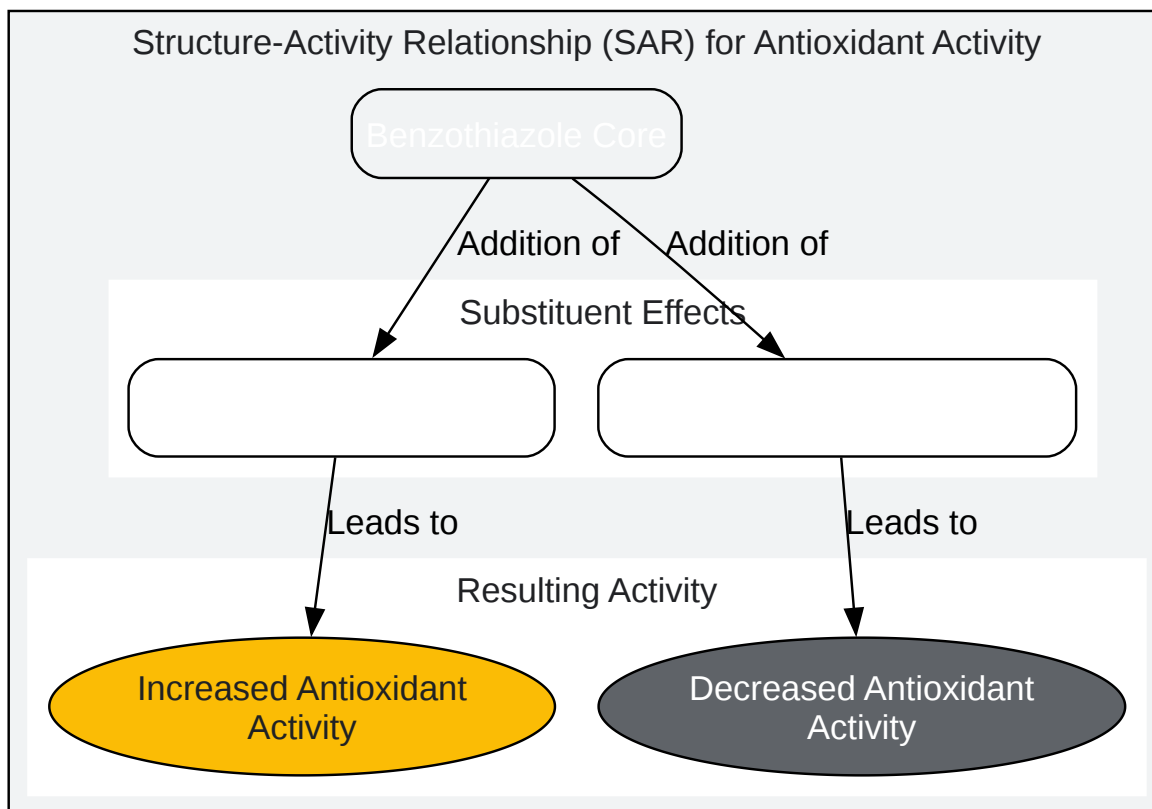 Structure-Activity Relationship (SAR) for Antioxidant Activity
Benzothiazole Core
Addition of
Addition of
Substituent Effects
Leads to
Leads to
Resulting Activity
Increased Antioxidant
Activity
Decreased Antioxidant
Activity